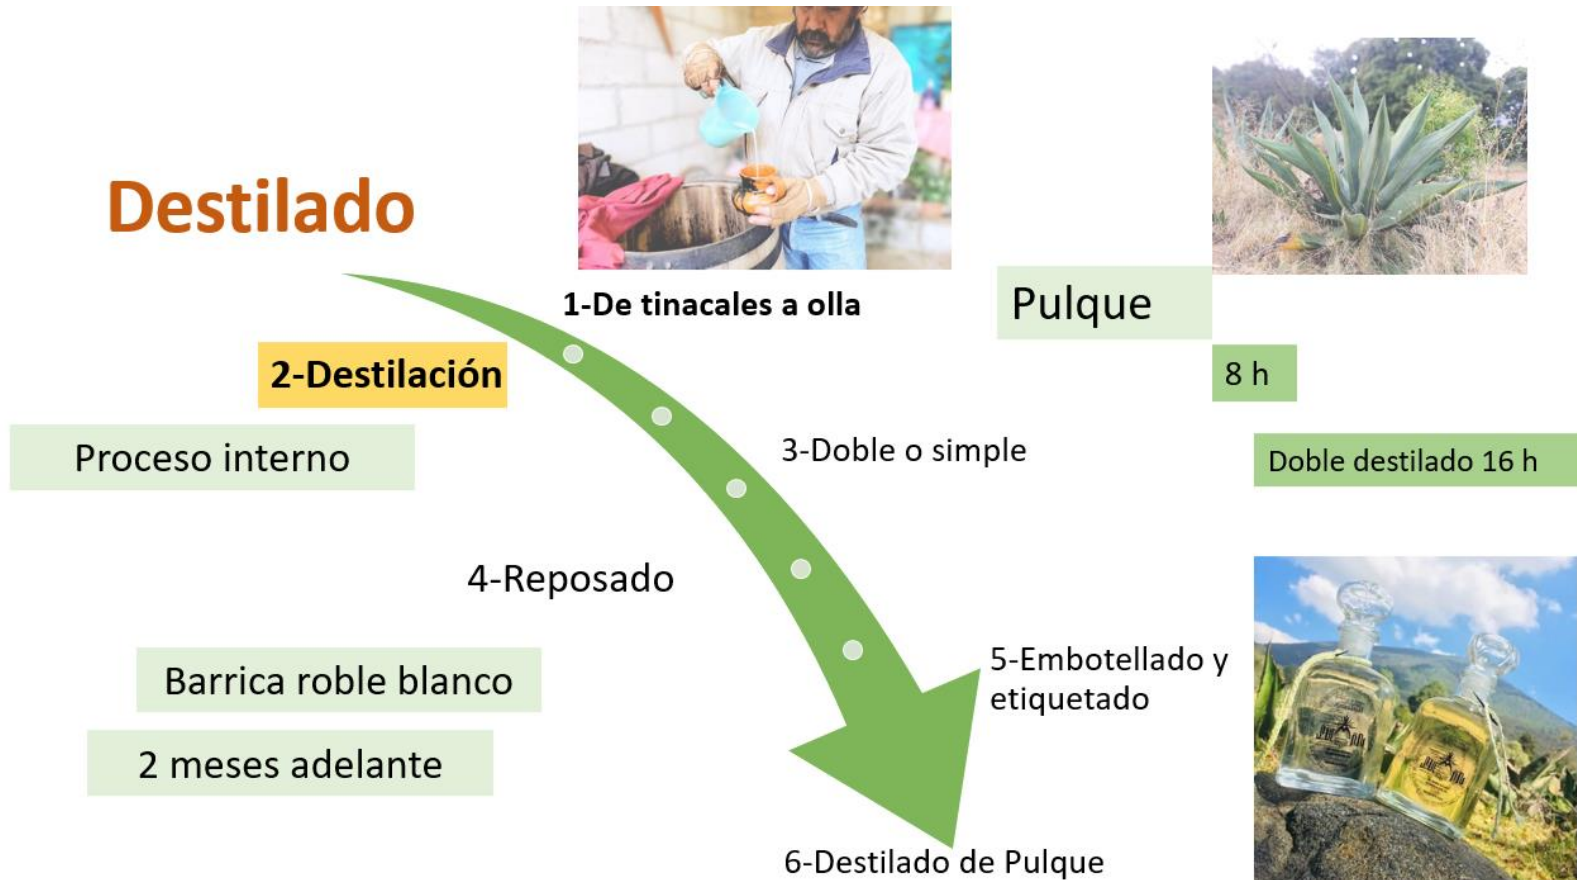 Destilado
1-De tinacales a olla
Pulque
2-Destilación
8 h
Proceso interno
3-Doble o simple
Doble destilado 16 h
4-Reposado
Barrica roble blanco
2 meses adelante
5-Embotellado y
etiquetado
6-Destilado de Pulque